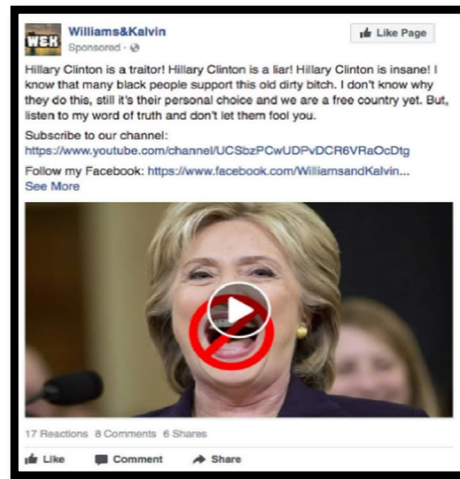 WEK
Williams&Kalvin
Sponsored ·
Like Page
Hillary Clinton is a traitor! Hillary Clinton is a liar! Hillary Clinton is insane! I
know that many black people support this old dirty bitch. I don't know why
they do this, still it's their personal choice and we are a free country yet. But,
listen to my word of truth and don't let them fool you.
Subscribe to our channel:
https://www.youtube.com/channel/UCSbzPCwUDPvDCR6VRaOcDtg
Follow my Facebook: https://www.facebook.com/WilliamsandKalvin...
See More
17 Reactions 8 Comments 6 Shares
Like Comment Share